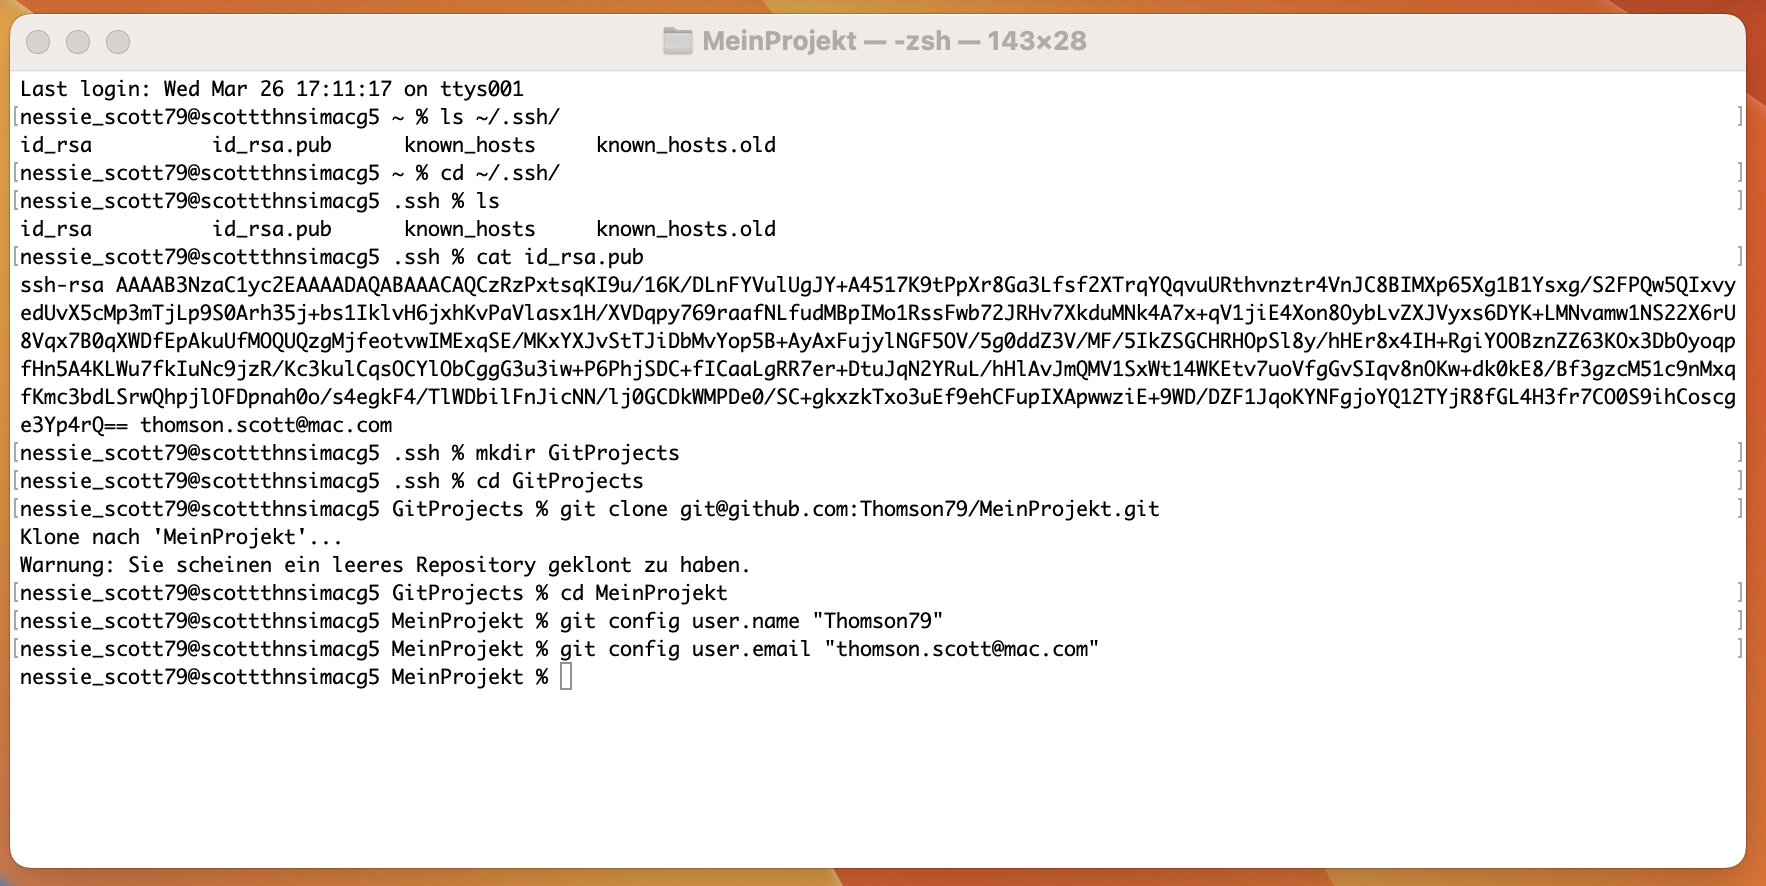 MeinProjekt — -zsh — 143×28
Last login: Wed Mar 26 17:11:17 on ttys001
[nessie_scott79@scottthnsimacg5 ~ % ls ~/.ssh/ ]
id_rsa id_rsa.pub known_hosts known_hosts.old
[nessie_scott79@scottthnsimacg5 ~ % cd ~/.ssh/ ]
[nessie_scott79@scottthnsimacg5 .ssh % ls ]
id_rsa id_rsa.pub known_hosts known_hosts.old
[nessie_scott79@scottthnsimacg5 .ssh % cat id_rsa.pub ]
ssh-rsa AAAAB3NzaC1yc2EAAAADAQABAAACAQCzRzPxtsqKI9u/16K/DLnFYVulUgJY+A4517K9tPpXr8Ga3Lfsf2XTrqYQqvuURthvnztr4VnJC8BIMXp65Xg1B1Ysxg/S2FPQw5QIxvy
edUvX5cMp3mTjLp9S0Arh35j+bs1IklvH6jxhKvPaVlasx1H/XVDqpy769raafNLfudMBpIMo1RssFwb72JRHv7XkduMNk4A7x+qV1jiE4Xon8OybLvZXJVyxs6DYK+LMNvamw1NS22X6rU
8Vqx7B0qXWDfEpAkuUfMOQUQzgMjfeotvwIMExqSE/MKxYXJvStTJiDbMvYop5B+AyAxFujylNGF5OV/5g0ddZ3V/MF/5IkZSGCHRHOpSl8y/hHEr8x4IH+RgiYOOBznZZ63KOx3DbOyoqp
fHn5A4KLWu7fkIuNc9jzR/Kc3kulCqsOCYlObCggG3u3iw+P6PhjSDC+fICaaLgRR7er+DtuJqN2YRuL/hHlAvJmQMV1SxWt14WKEtv7uoVfgGvSIqv8nOKw+dk0kE8/Bf3gzcM51c9nMxq
fKmc3bdLSrwQhpjlOFDpnah0o/s4egkF4/TlWDbilFnJicNN/lj0GCDkWMPDe0/SC+gkxzkTxo3uEf9ehCFupIXApwwziE+9WD/DZF1JqoKYNFgjoYQ12TYjR8fGL4H3fr7CO0S9ihCoscg
e3Yp4rQ== thomson.scott@mac.com
[nessie_scott79@scottthnsimacg5 .ssh % mkdir GitProjects ]
[nessie_scott79@scottthnsimacg5 .ssh % cd GitProjects ]
[nessie_scott79@scottthnsimacg5 GitProjects % git clone git@github.com:Thomson79/MeinProjekt.git ]
Klone nach 'MeinProjekt'...
Warnung: Sie scheinen ein leeres Repository geklont zu haben.
[nessie_scott79@scottthnsimacg5 GitProjects % cd MeinProjekt ]
[nessie_scott79@scottthnsimacg5 MeinProjekt % git config user.name "Thomson79" ]
[nessie_scott79@scottthnsimacg5 MeinProjekt % git config user.email "thomson.scott@mac.com" ]
nessie_scott79@scottthnsimacg5 MeinProjekt %